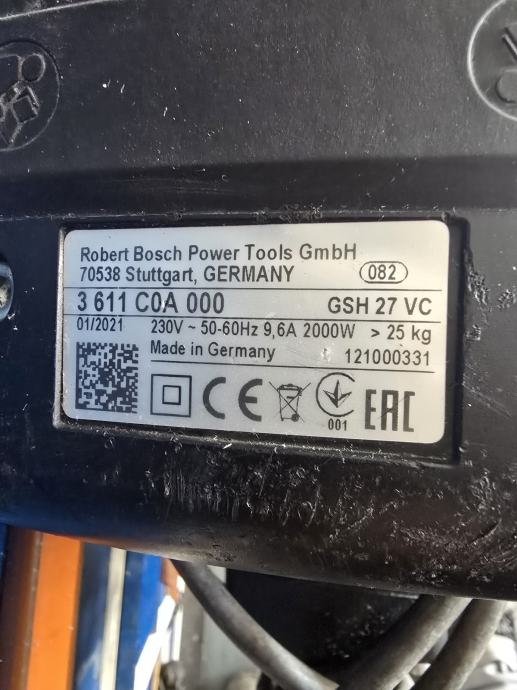 Robert Bosch Power Tools GmbH
70538 Stuttgart, GERMANY 082
3 611 C0A 000 GSH 27 VC
01/2021 230V ~ 50-60Hz 9,6A 2000W > 25 kg
Made in Germany 121000331
CE 001 EAC